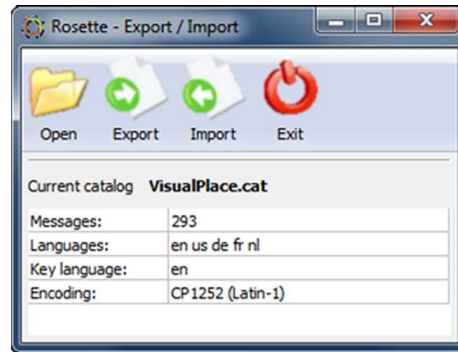 Rosette - Export / Import
Open Export Import Exit
Current catalog VisualPlace.cat
Messages: 293
Languages: en us de fr nl
Key language: en
Encoding: CP1252 (Latin-1)